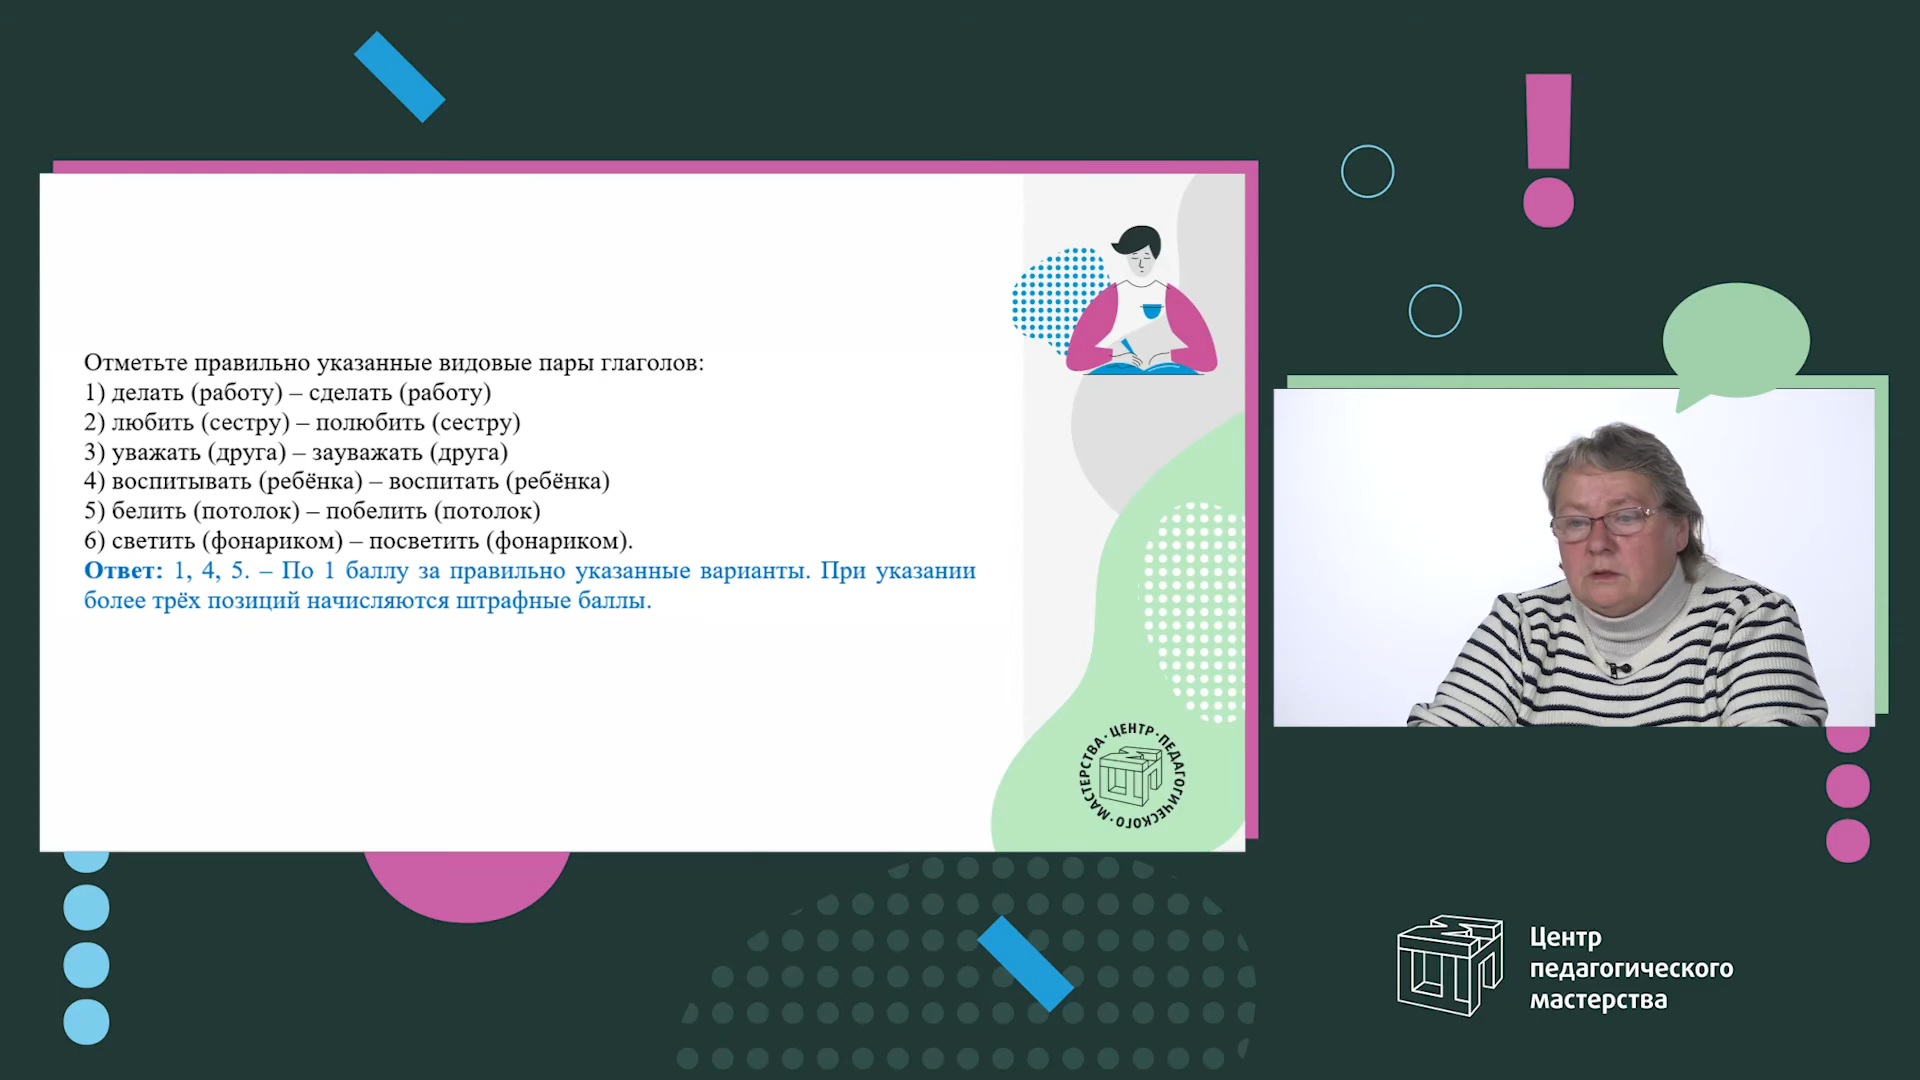 Отметьте правильно указанные видовые пары глаголов:
1) делать (работу) – сделать (работу)
2) любить (сестру) – полюбить (сестру)
3) уважать (друга) – зауважать (друга)
4) воспитывать (ребёнка) – воспитать (ребёнка)
5) белить (потолок) – побелить (потолок)
6) светить (фонариком) – посветить (фонариком).
Ответ: 1, 4, 5. – По 1 баллу за правильно указанные варианты. При указании
более трёх позиций начисляются штрафные баллы.
ЦЕНТР · ПЕДАГОГИЧЕСКОГО · МАСТЕРСТВА ·
Центр
педагогического
мастерства